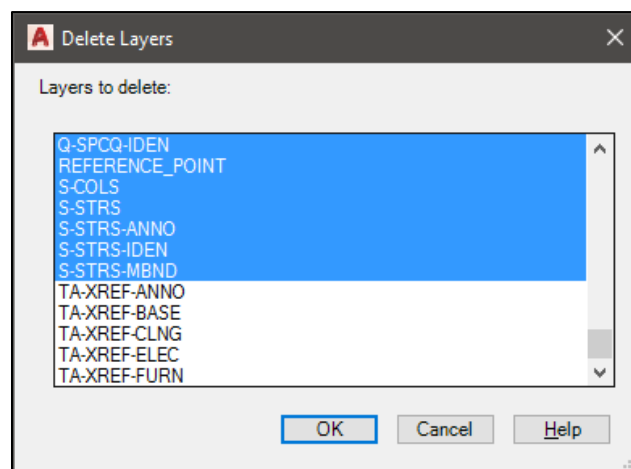 Delete Layers
Layers to delete:
Q-SPCQ-IDEN
REFERENCE_POINT
S-COLS
S-STRS
S-STRS-ANNO
S-STRS-IDEN
S-STRS-MBND
TA-XREF-ANNO
TA-XREF-BASE
TA-XREF-CLNG
TA-XREF-ELEC
TA-XREF-FURN
OK Cancel Help